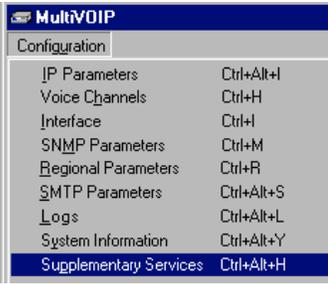 MultiVOIP
Configuration
IP Parameters Ctrl+Alt+I
Voice Channels Ctrl+H
Interface Ctrl+I
SNMP Parameters Ctrl+M
Regional Parameters Ctrl+R
SMTP Parameters Ctrl+Alt+S
Logs Ctrl+Alt+L
System Information Ctrl+Alt+Y
Supplementary Services Ctrl+Alt+H